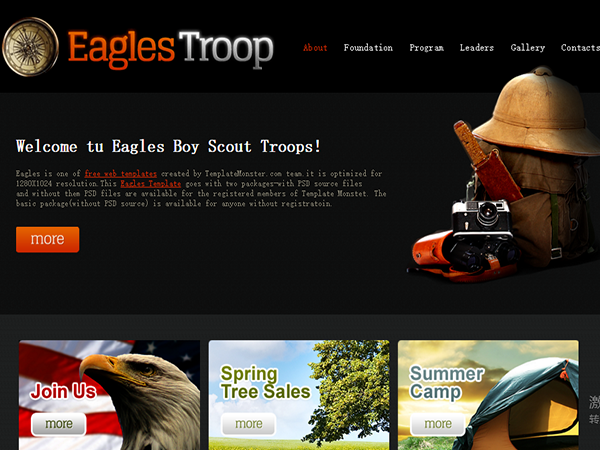 Eagles Troop
About Foundation Program Leaders Gallery Contacts
Welcome tu Eagles Boy Scout Troops!
Eagles is one of free web templates created by TemplateMonster.com team.it is optimized for
1280X1024 resolution.This Eagles Template goes with two packages-with PSD source files
and without them PSD files are available for the registered members of Template Monstet. The
basic package(without PSD source) is available for anyone without registratoin.
more
Join Us
more
Spring
Tree Sales
more
Summer
Camp
more
激
转